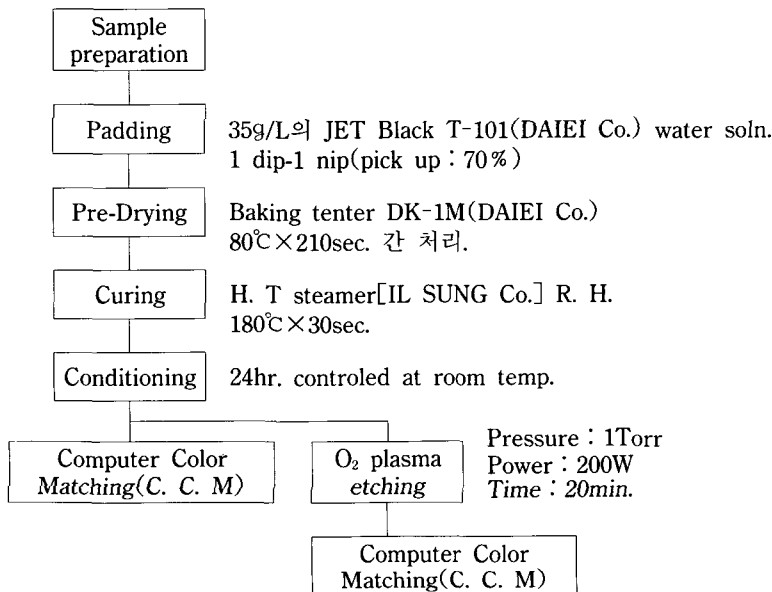 Sample
preparation
Padding
35g/L의 JET Black T-101(DAIEI Co.) water soln.
1 dip-1 nip(pick up : 70%)
Pre-Drying
Baking tenter DK-1M(DAIEI Co.)
80℃×210sec. 간 처리.
Curing
H. T steamer[IL SUNG Co.] R. H.
180℃×30sec.
Conditioning
24hr. controled at room temp.
Computer Color
Matching(C. C. M)
O₂ plasma
etching
Pressure : 1Torr
Power : 200W
Time : 20min.
Computer Color
Matching(C. C. M)